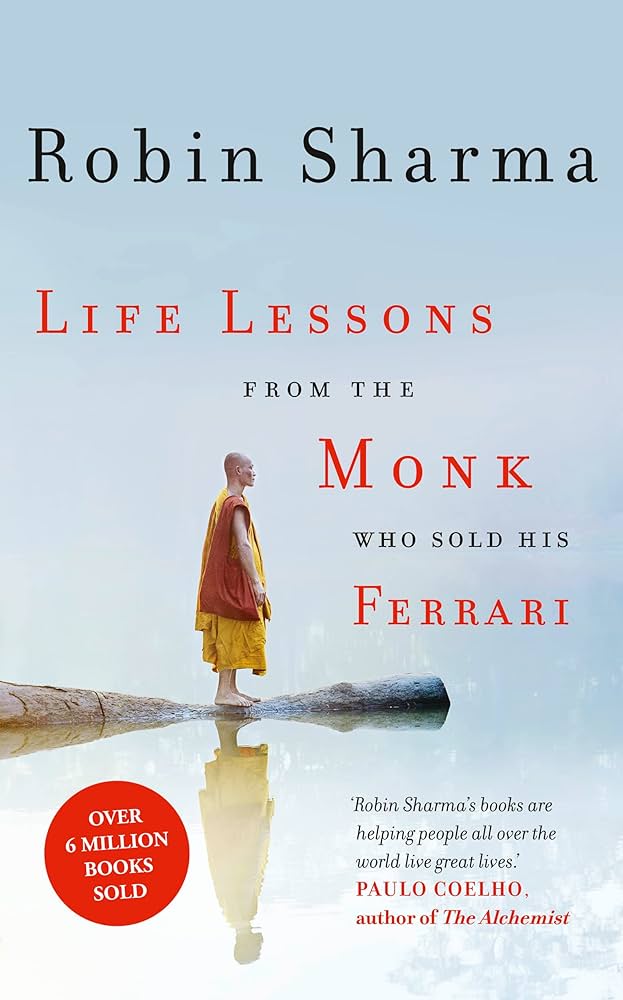 Robin Sharma
LIFE LESSONS
FROM THE
MONK
WHO SOLD HIS
FERRARI
OVER
6 MILLION
BOOKS
SOLD
‘Robin Sharma’s books are
helping people all over the
world live great lives.’
PAULO COELHO,
author of The Alchemist